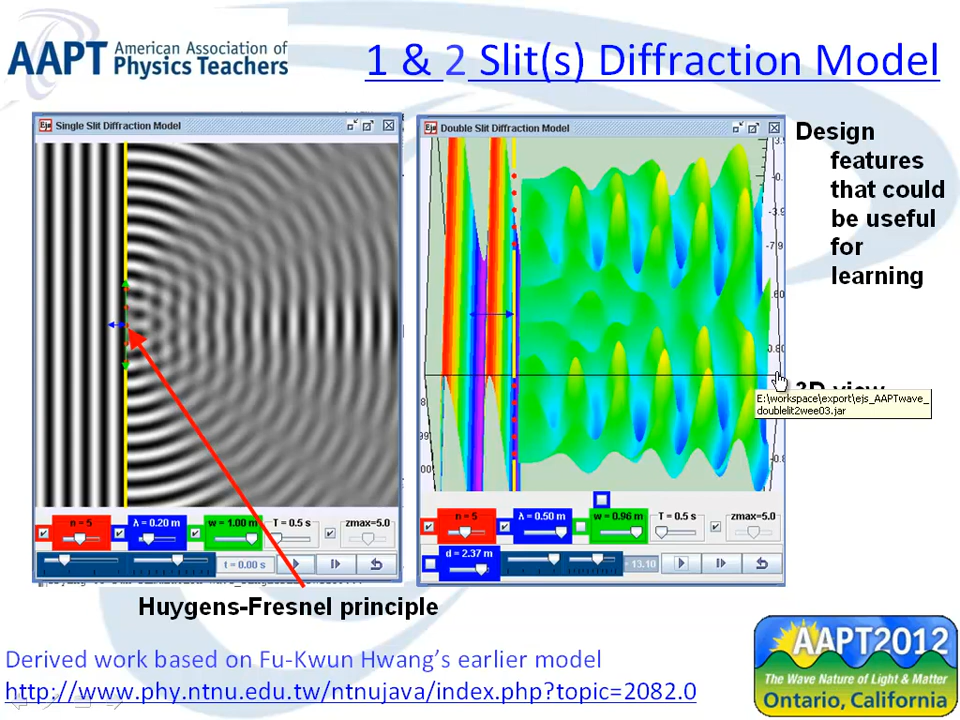 AAPT American Association of
Physics Teachers
1 & 2 Slit(s) Diffraction Model
Single Slit Diffraction Model
Double Slit Diffraction Model
Design
features
that could
be useful
for
learning
3D view
E:\workspace\export\ejs_AAPTwave_
doublelit2wee03.jar
n = 5
λ = 0.20 m
w = 1.00 m
T = 0.5 s
zmax=5.0
t = 0.00 s
n = 5
λ = 0.50 m
w = 0.96 m
T = 0.5 s
zmax=5.0
d = 2.37 m
13.10
Huygens-Fresnel principle
Derived work based on Fu-Kwun Hwang's earlier model
http://www.phy.ntnu.edu.tw/ntnujava/index.php?topic=2082.0
AAPT2012
The Wave Nature of Light & Matter
Ontario, California